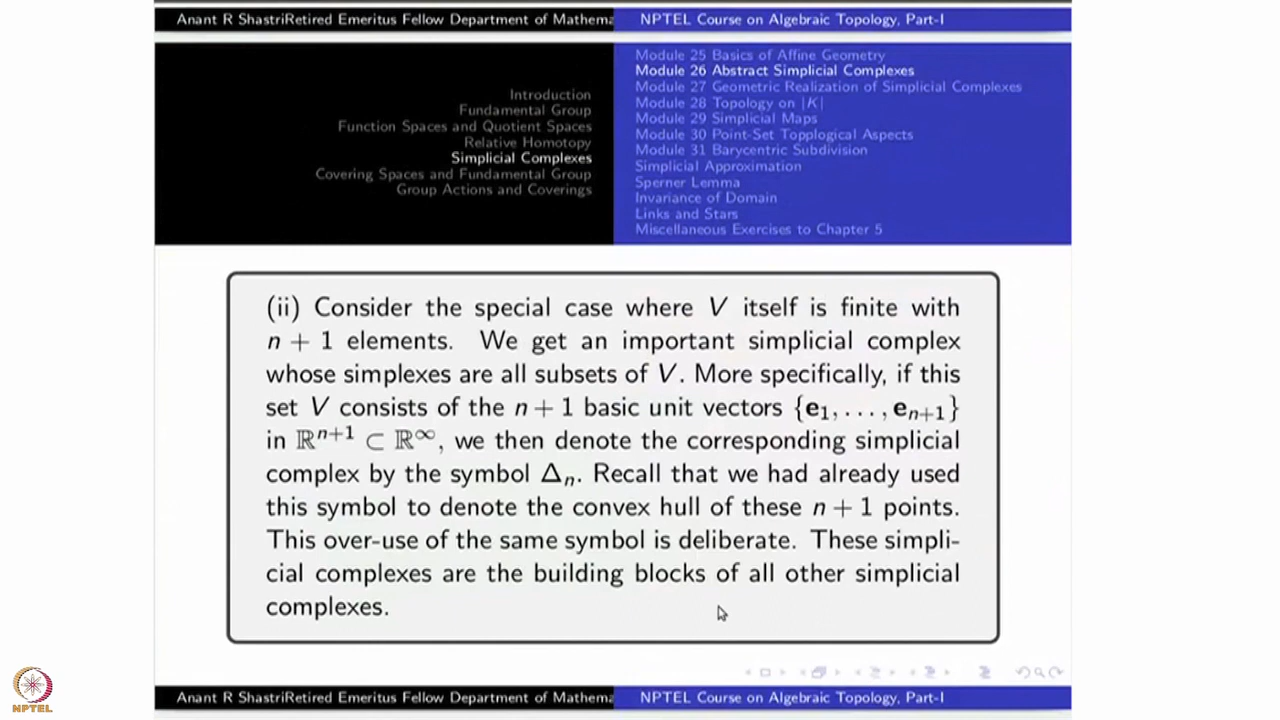 Anant R ShastriRetired Emeritus Fellow Department of Mathema
NPTEL Course on Algebraic Topology, Part-I
Introduction
Fundamental Group
Function Spaces and Quotient Spaces
Relative Homotopy
Simplicial Complexes
Covering Spaces and Fundamental Group
Group Actions and Coverings
Module 25 Basics of Affine Geometry
Module 26 Abstract Simplicial Complexes
Module 27 Geometric Realization of Simplicial Complexes
Module 28 Topology on |K|
Module 29 Simplicial Maps
Module 30 Point-Set Topplogical Aspects
Module 31 Barycentric Subdivision
Simplicial Approximation
Sperner Lemma
Invariance of Domain
Links and Stars
Miscellaneous Exercises to Chapter 5
(ii) Consider the special case where V itself is finite with
n + 1 elements. We get an important simplicial complex
whose simplexes are all subsets of V. More specifically, if this
set V consists of the n + 1 basic unit vectors {e₁, . . . , eₙ₊₁}
in ℝⁿ⁺¹ ⊂ ℝ^∞, we then denote the corresponding simplicial
complex by the symbol Δₙ. Recall that we had already used
this symbol to denote the convex hull of these n + 1 points.
This over-use of the same symbol is deliberate. These simpli-
cial complexes are the building blocks of all other simplicial
complexes.
NPTEL
Anant R ShastriRetired Emeritus Fellow Department of Mathema
NPTEL Course on Algebraic Topology, Part-I